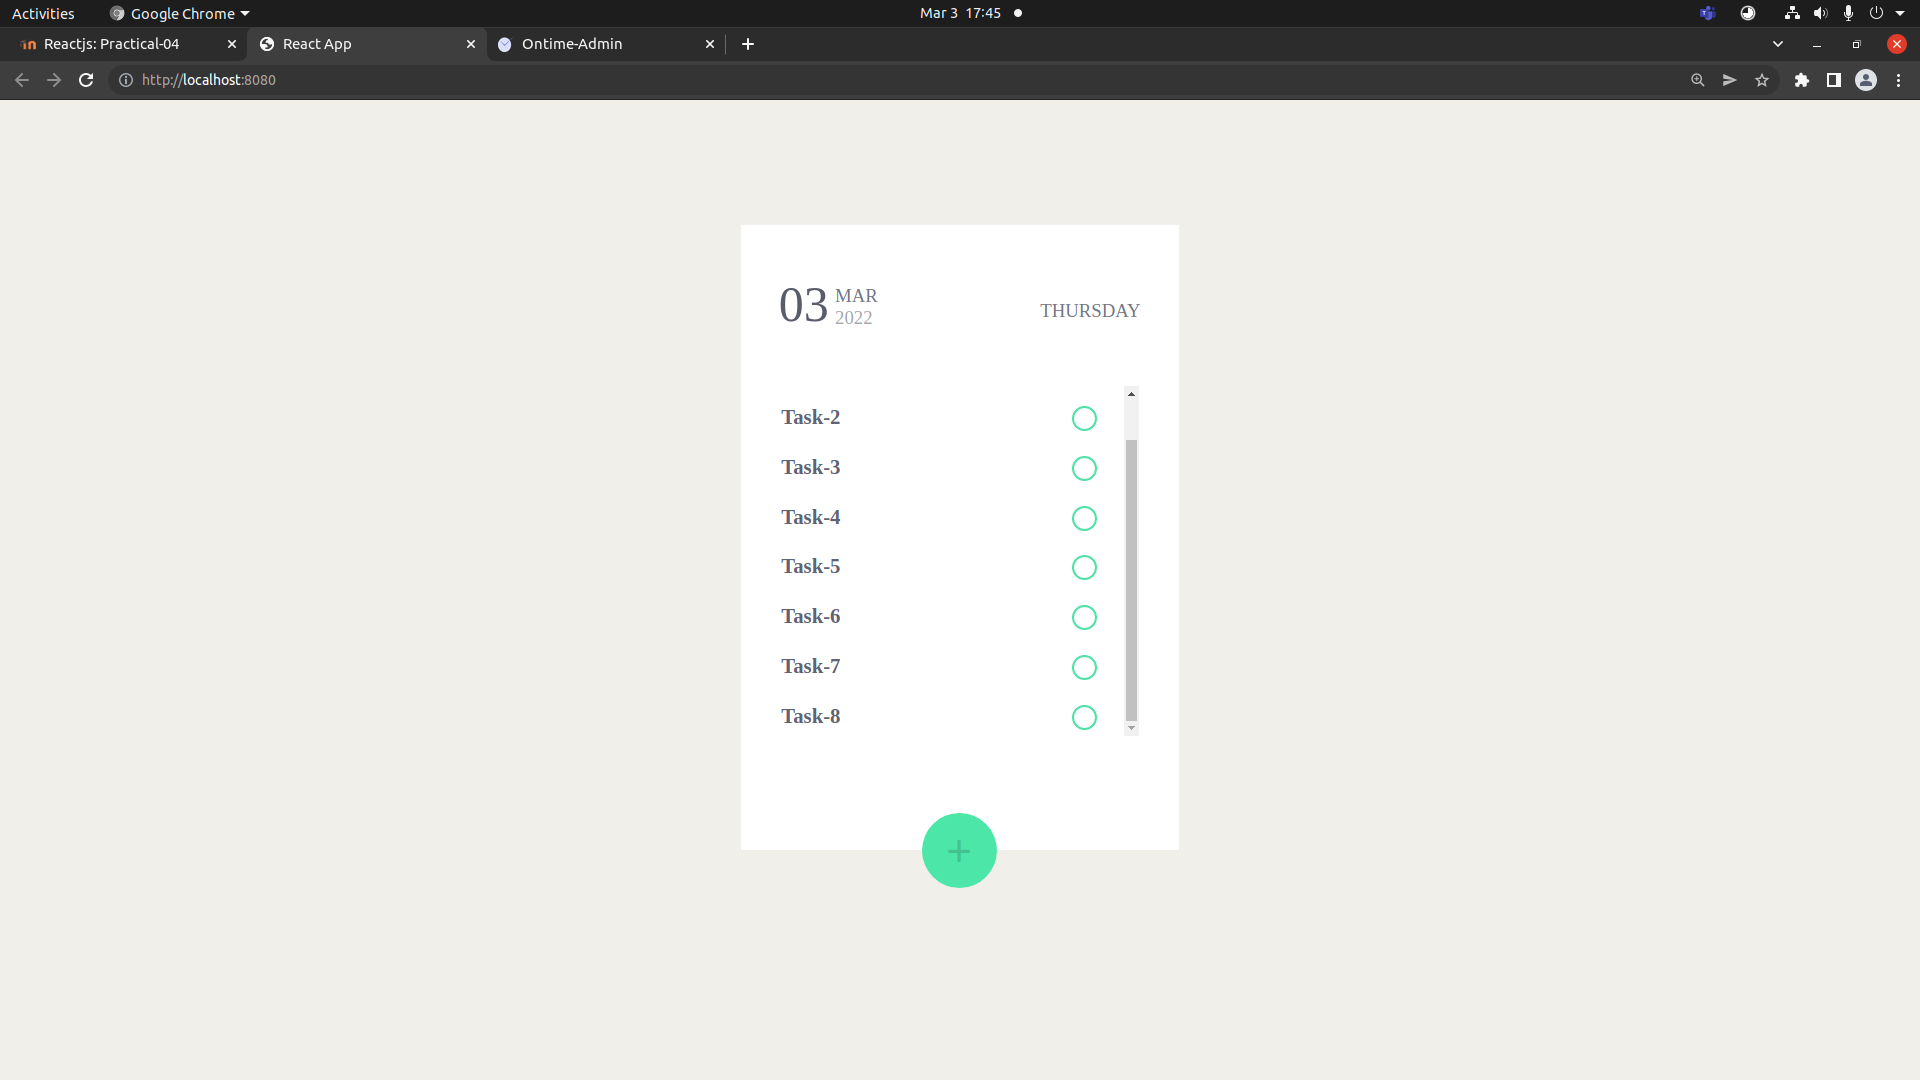 Activities Google Chrome Mar 3 17:45
Reactjs: Practical-04 React App Ontime-Admin
http://localhost:8080
03 MAR
2022
THURSDAY
Task-2
Task-3
Task-4
Task-5
Task-6
Task-7
Task-8
+